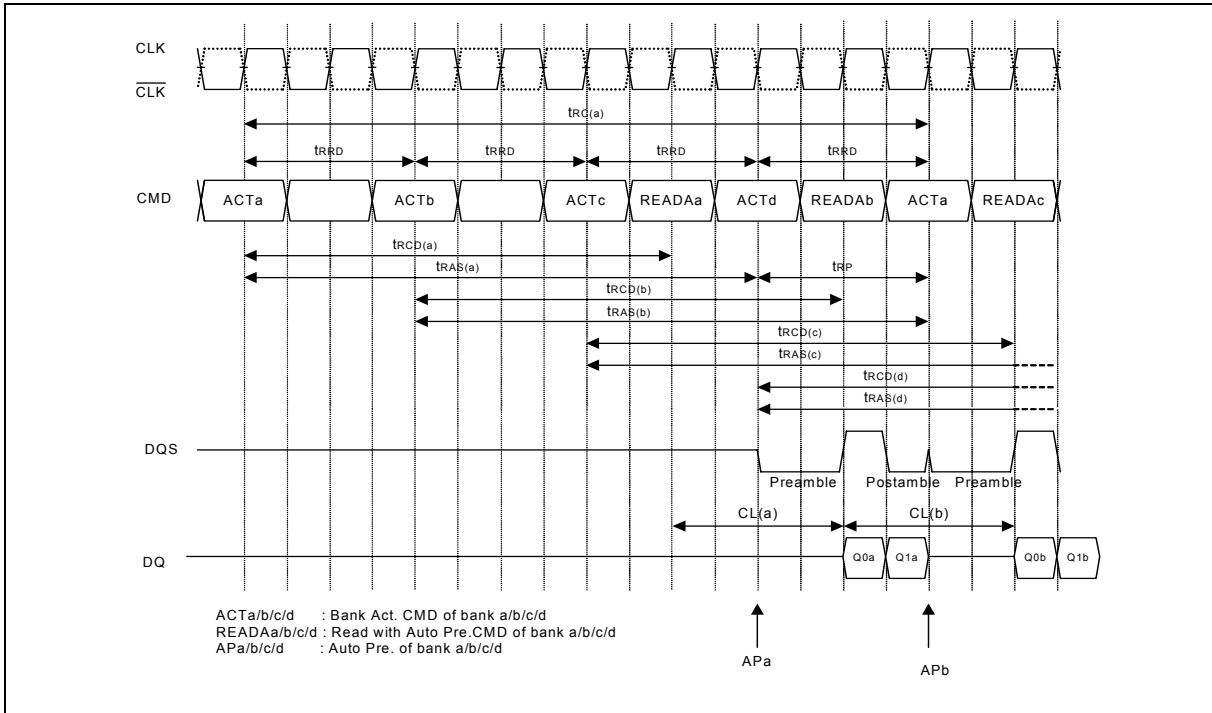 CLK
CLK
tRC(a)
tRRD tRRD tRRD tRRD
CMD ACTa ACTb ACTc READAa ACTd READAb ACTa READAc
tRCD(a)
tRAS(a) tRP
tRCD(b)
tRAS(b)
tRCD(c)
tRAS(c)
tRCD(d)
tRAS(d)
DQS
Preamble Postamble Preamble
CL(a) CL(b)
DQ Q0a Q1a Q0b Q1b
ACTa/b/c/d : Bank Act. CMD of bank a/b/c/d
READAa/b/c/d : Read with Auto Pre.CMD of bank a/b/c/d
APa/b/c/d : Auto Pre. of bank a/b/c/d
APa APb